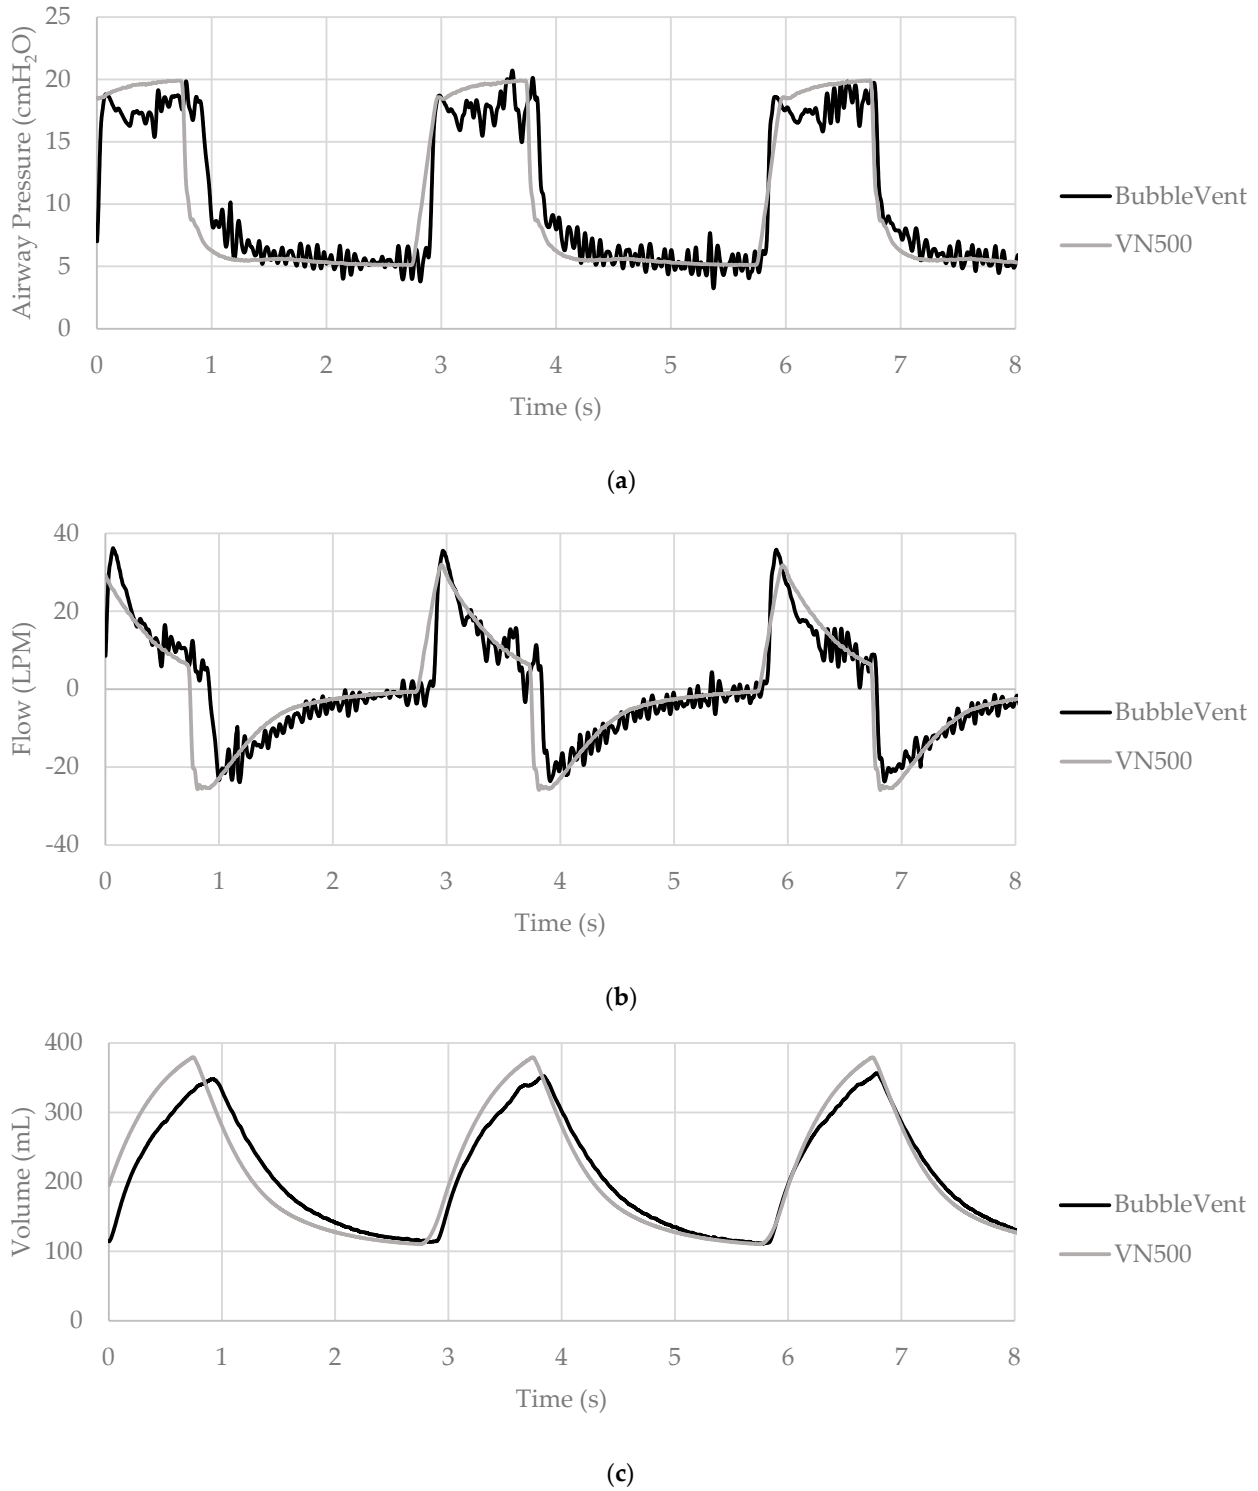 25
20
15
10
5
0
Airway Pressure (cmH₂O)
0 1 2 3 4 5 6 7 8
Time (s)
BubbleVent
VN500
(a)
40
20
0
-20
-40
Flow (LPM)
0 1 2 3 4 5 6 7 8
Time (s)
BubbleVent
VN500
(b)
400
300
200
100
0
Volume (mL)
0 1 2 3 4 5 6 7 8
Time (s)
BubbleVent
VN500
(c)